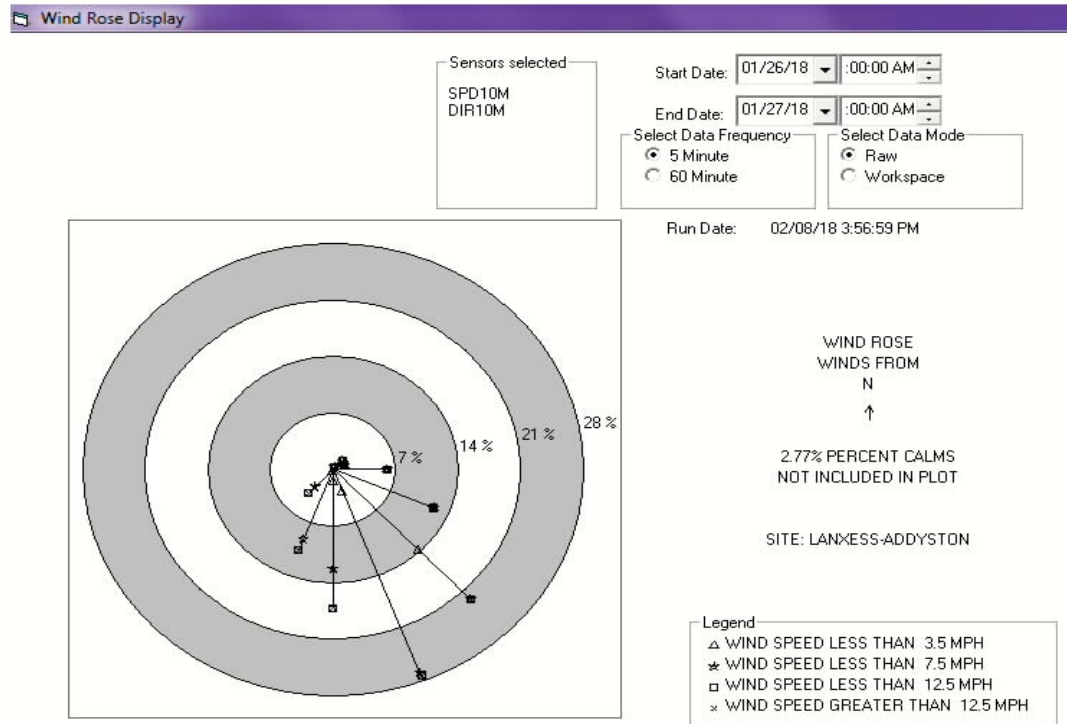 Wind Rose Display
Sensors selected
SPD10M
DIR10M
Start Date: 01/26/18 :00:00 AM
End Date: 01/27/18 :00:00 AM
Select Data Frequency
5 Minute
60 Minute
Select Data Mode
Raw
Workspace
Run Date: 02/08/18 3:56:59 PM
7 %
14 %
21 %
28 %
WIND ROSE
WINDS FROM
N
2.77% PERCENT CALMS
NOT INCLUDED IN PLOT
SITE: LANXESS-ADDYSTON
Legend
WIND SPEED LESS THAN 3.5 MPH
WIND SPEED LESS THAN 7.5 MPH
WIND SPEED LESS THAN 12.5 MPH
WIND SPEED GREATER THAN 12.5 MPH